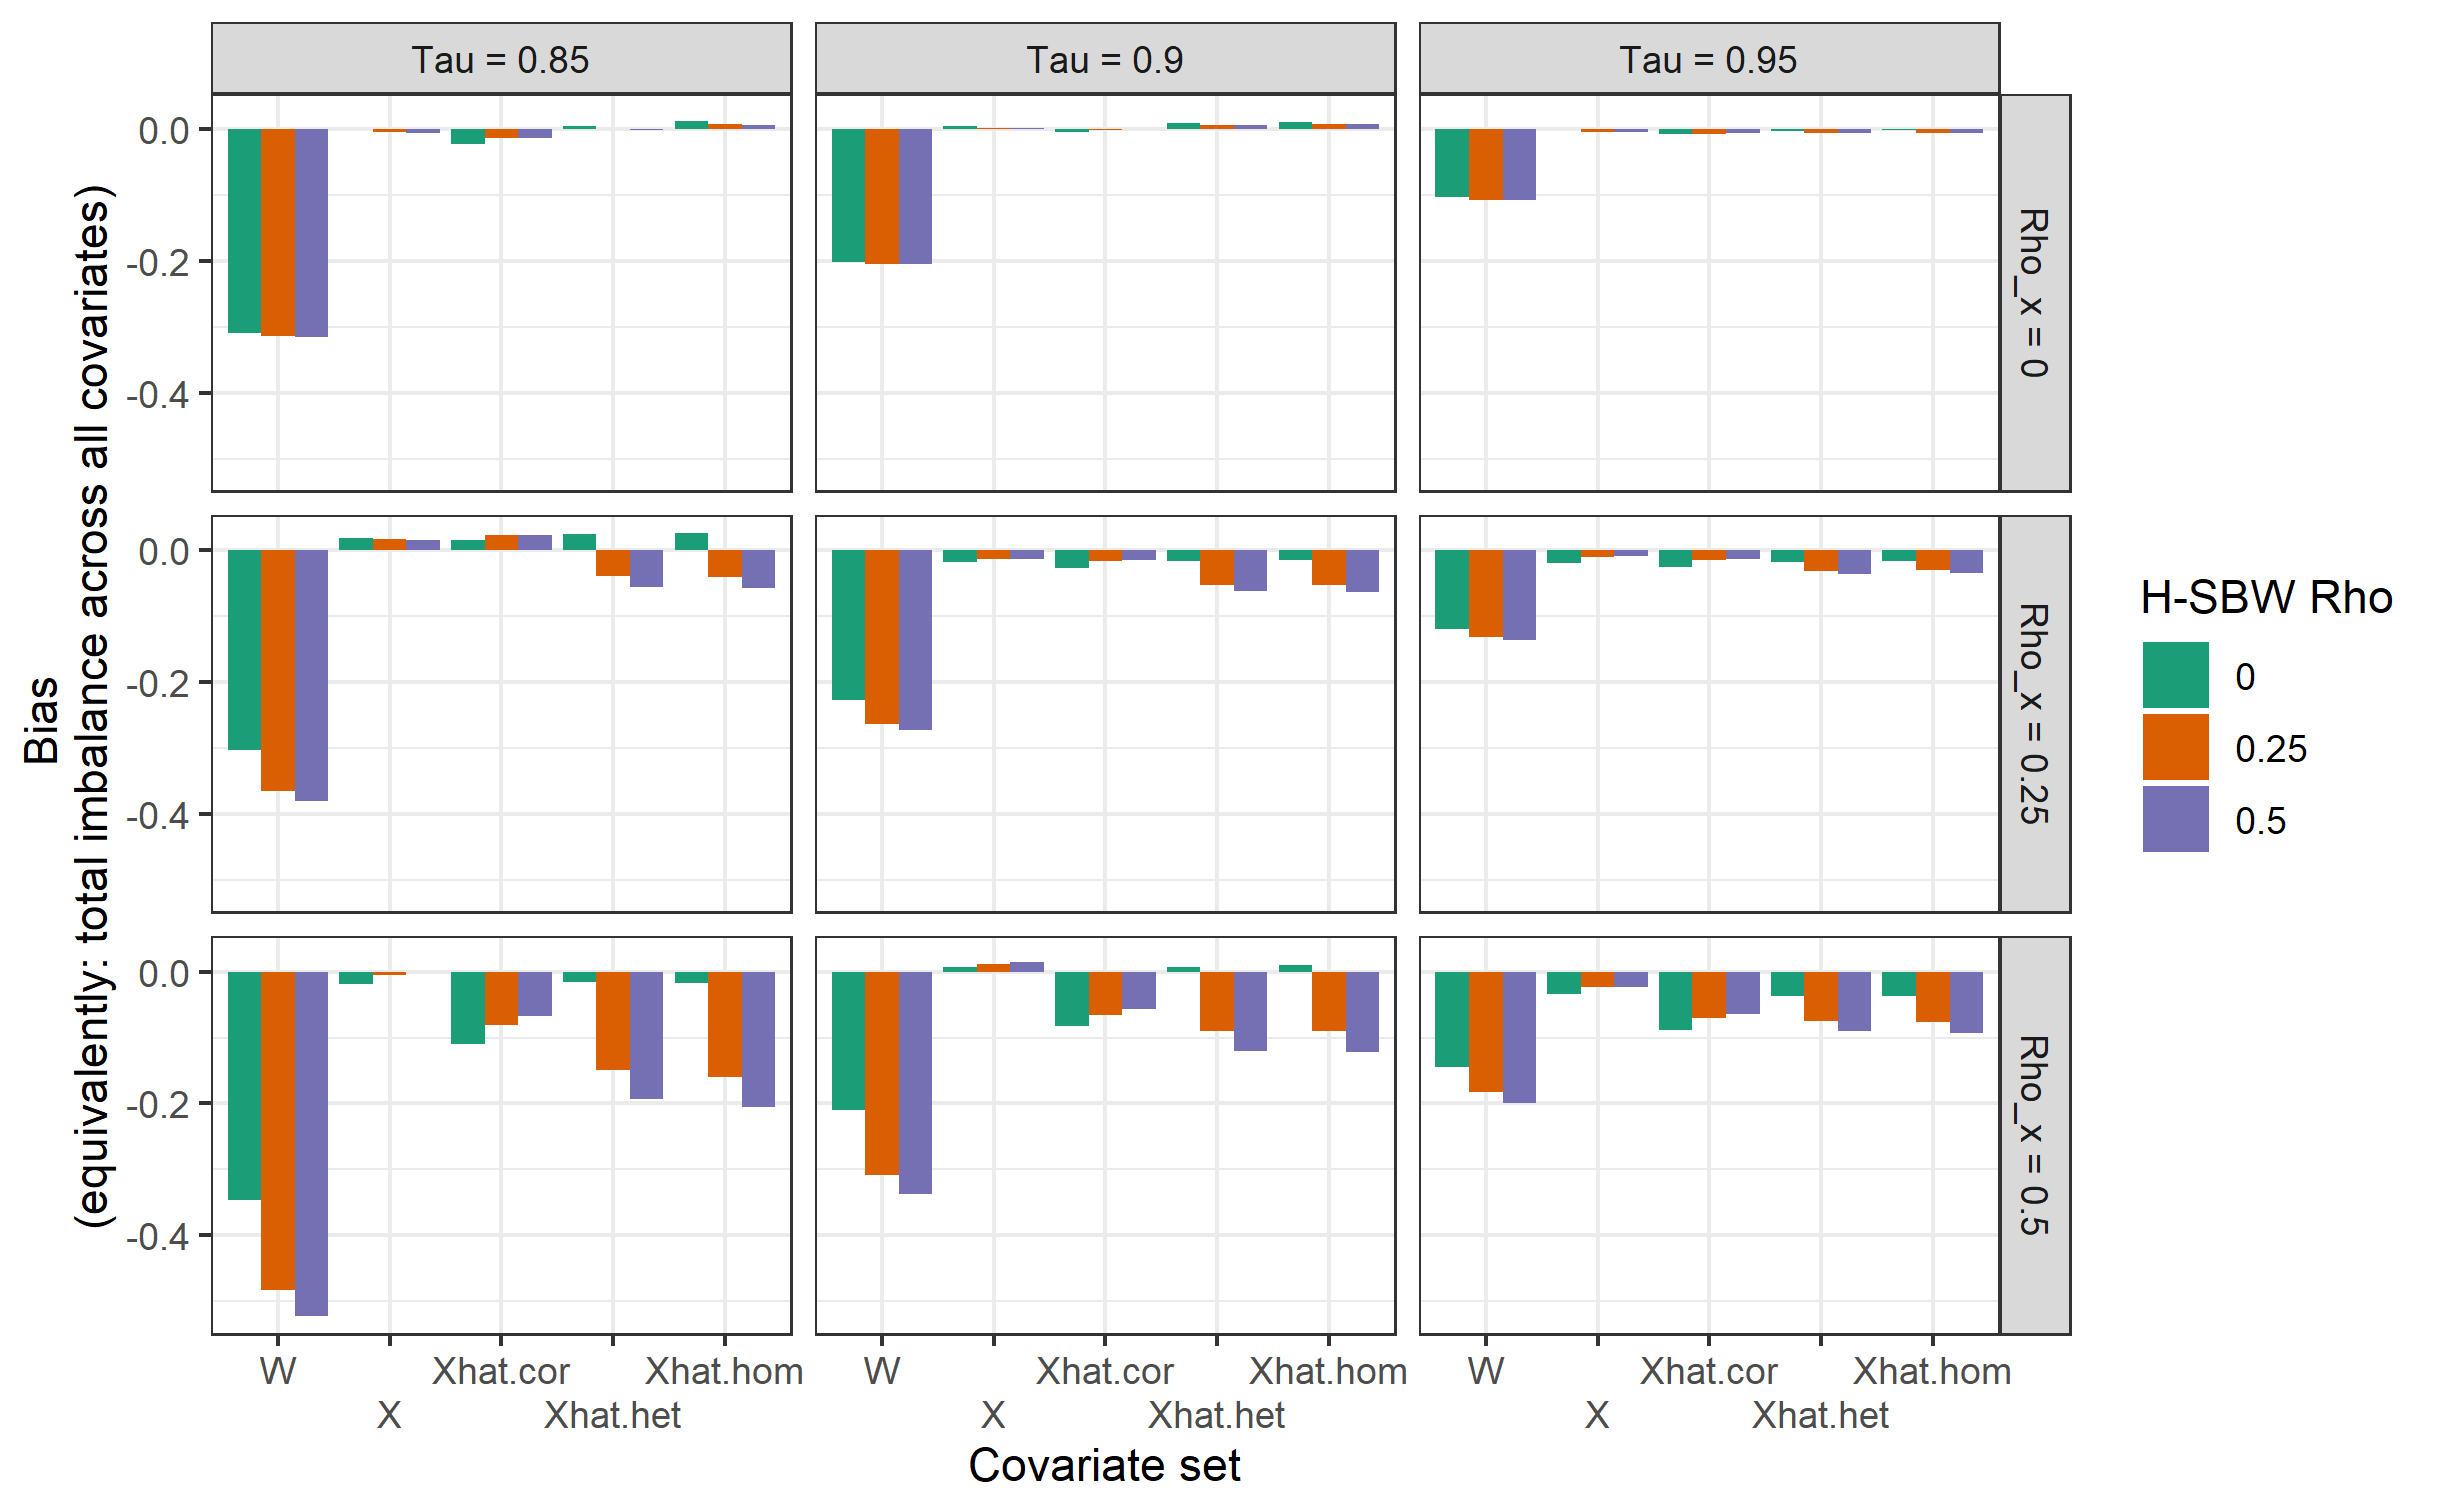 Tau = 0.85
Tau = 0.9
Tau = 0.95
Bias
(equivalently: total imbalance across all covariates)
0.0
-0.2
-0.4
Rho_x = 0
0.0
-0.2
-0.4
Rho_x = 0.25
0.0
-0.2
-0.4
Rho_x = 0.5
W
X
Xhat.cor
Xhat.het
Xhat.hom
W
X
Xhat.cor
Xhat.het
Xhat.hom
W
X
Xhat.cor
Xhat.het
Xhat.hom
Covariate set
H-SBW Rho
0
0.25
0.5